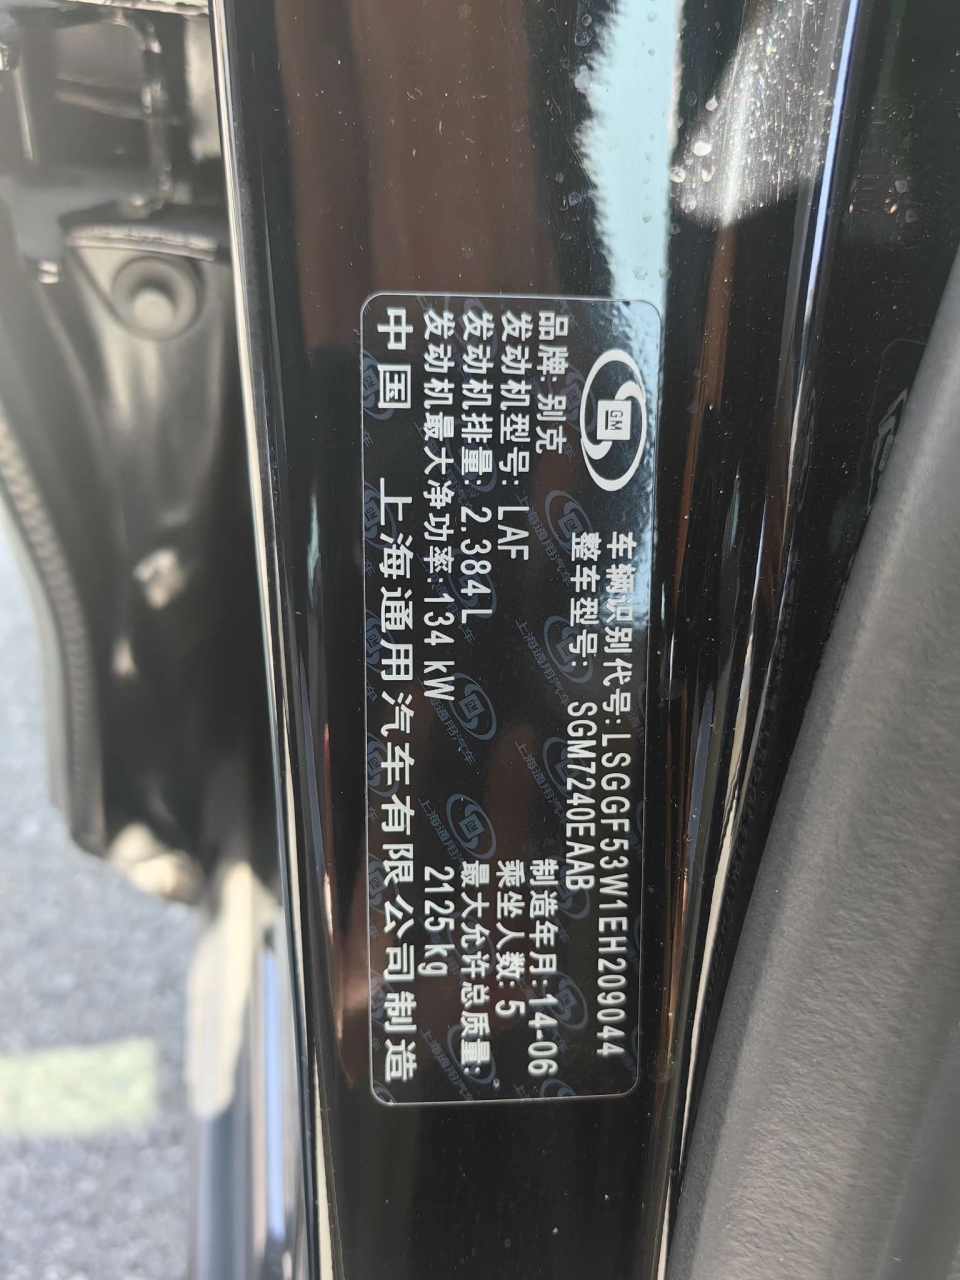 GM
车辆识别代号:LSGGF53W1EH209044
整车型号:SGM7240EAAB
品牌:别克 制造年月:14-06
发动机型号:LAF 乘坐人数:5
发动机排量:2.384L 最大允许总质量:
发动机最大净功率:134 kW 2125 kg
中国 上海通用汽车有限公司制造